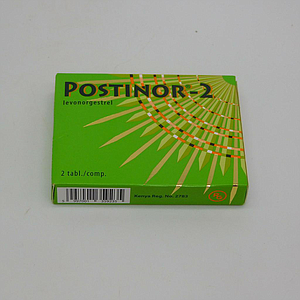 POSTINOR-2
levonorgestrel
2 tabl./comp.